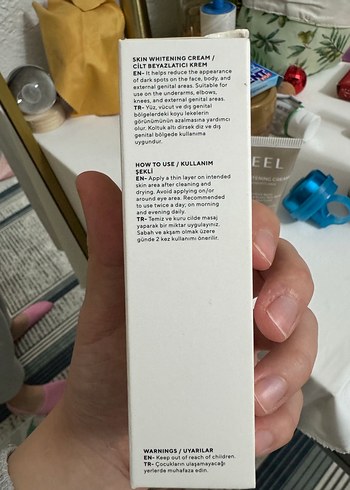 SKIN WHITENING CREAM /
CİLT BEYAZLATICI KREM
EN- It helps reduce the appearance
of dark spots on the face, body, and
external genital areas. Suitable for
use on the underarms, elbows,
knees, and external genital areas.
TR- Yüz, vücut ve dış genital
bölgelerdeki koyu lekelerin
görünümünün azalmasına yardımcı
olur. Koltuk altı dirsek diz ve dış
genital bölgede kullanıma
uygundur.
HOW TO USE / KULLANIM
ŞEKLİ
EN- Apply a thin layer on intended
skin area after cleaning and
drying. Avoid applying on/or
around eye area. Recommended
to use twice a day; on morning
and evening daily.
TR- Temiz ve kuru cilde masaj
yaparak bir miktar uygulayınız.
Sabah ve akşam olmak üzere
günde 2 kez kullanımı önerilir.
WARNINGS / UYARILAR
EN- Keep out of reach of children.
TR- Çocukların ulaşamayacağı
yerlerde muhafaza edin.
EEL